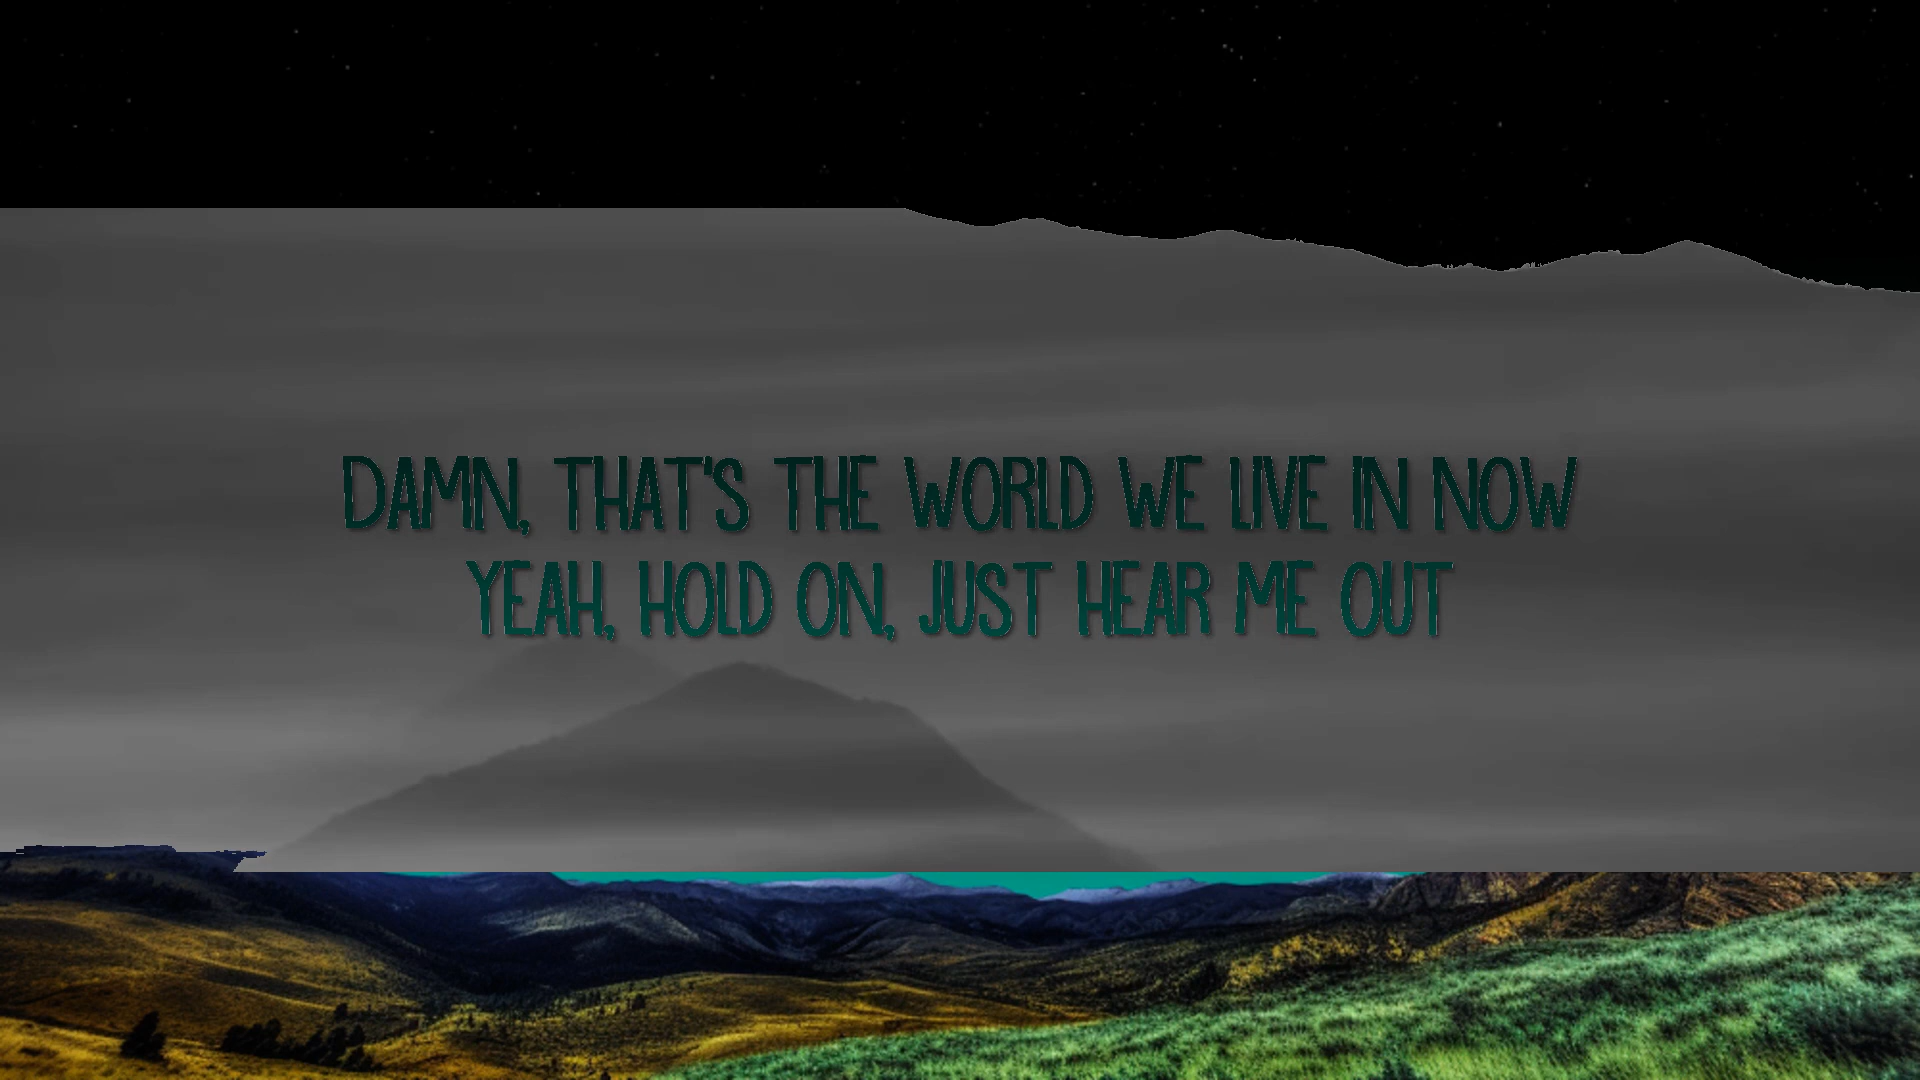 DAMN, THAT'S THE WORLD WE LIVE IN NOW
YEAH, HOLD ON, JUST HEAR ME OUT